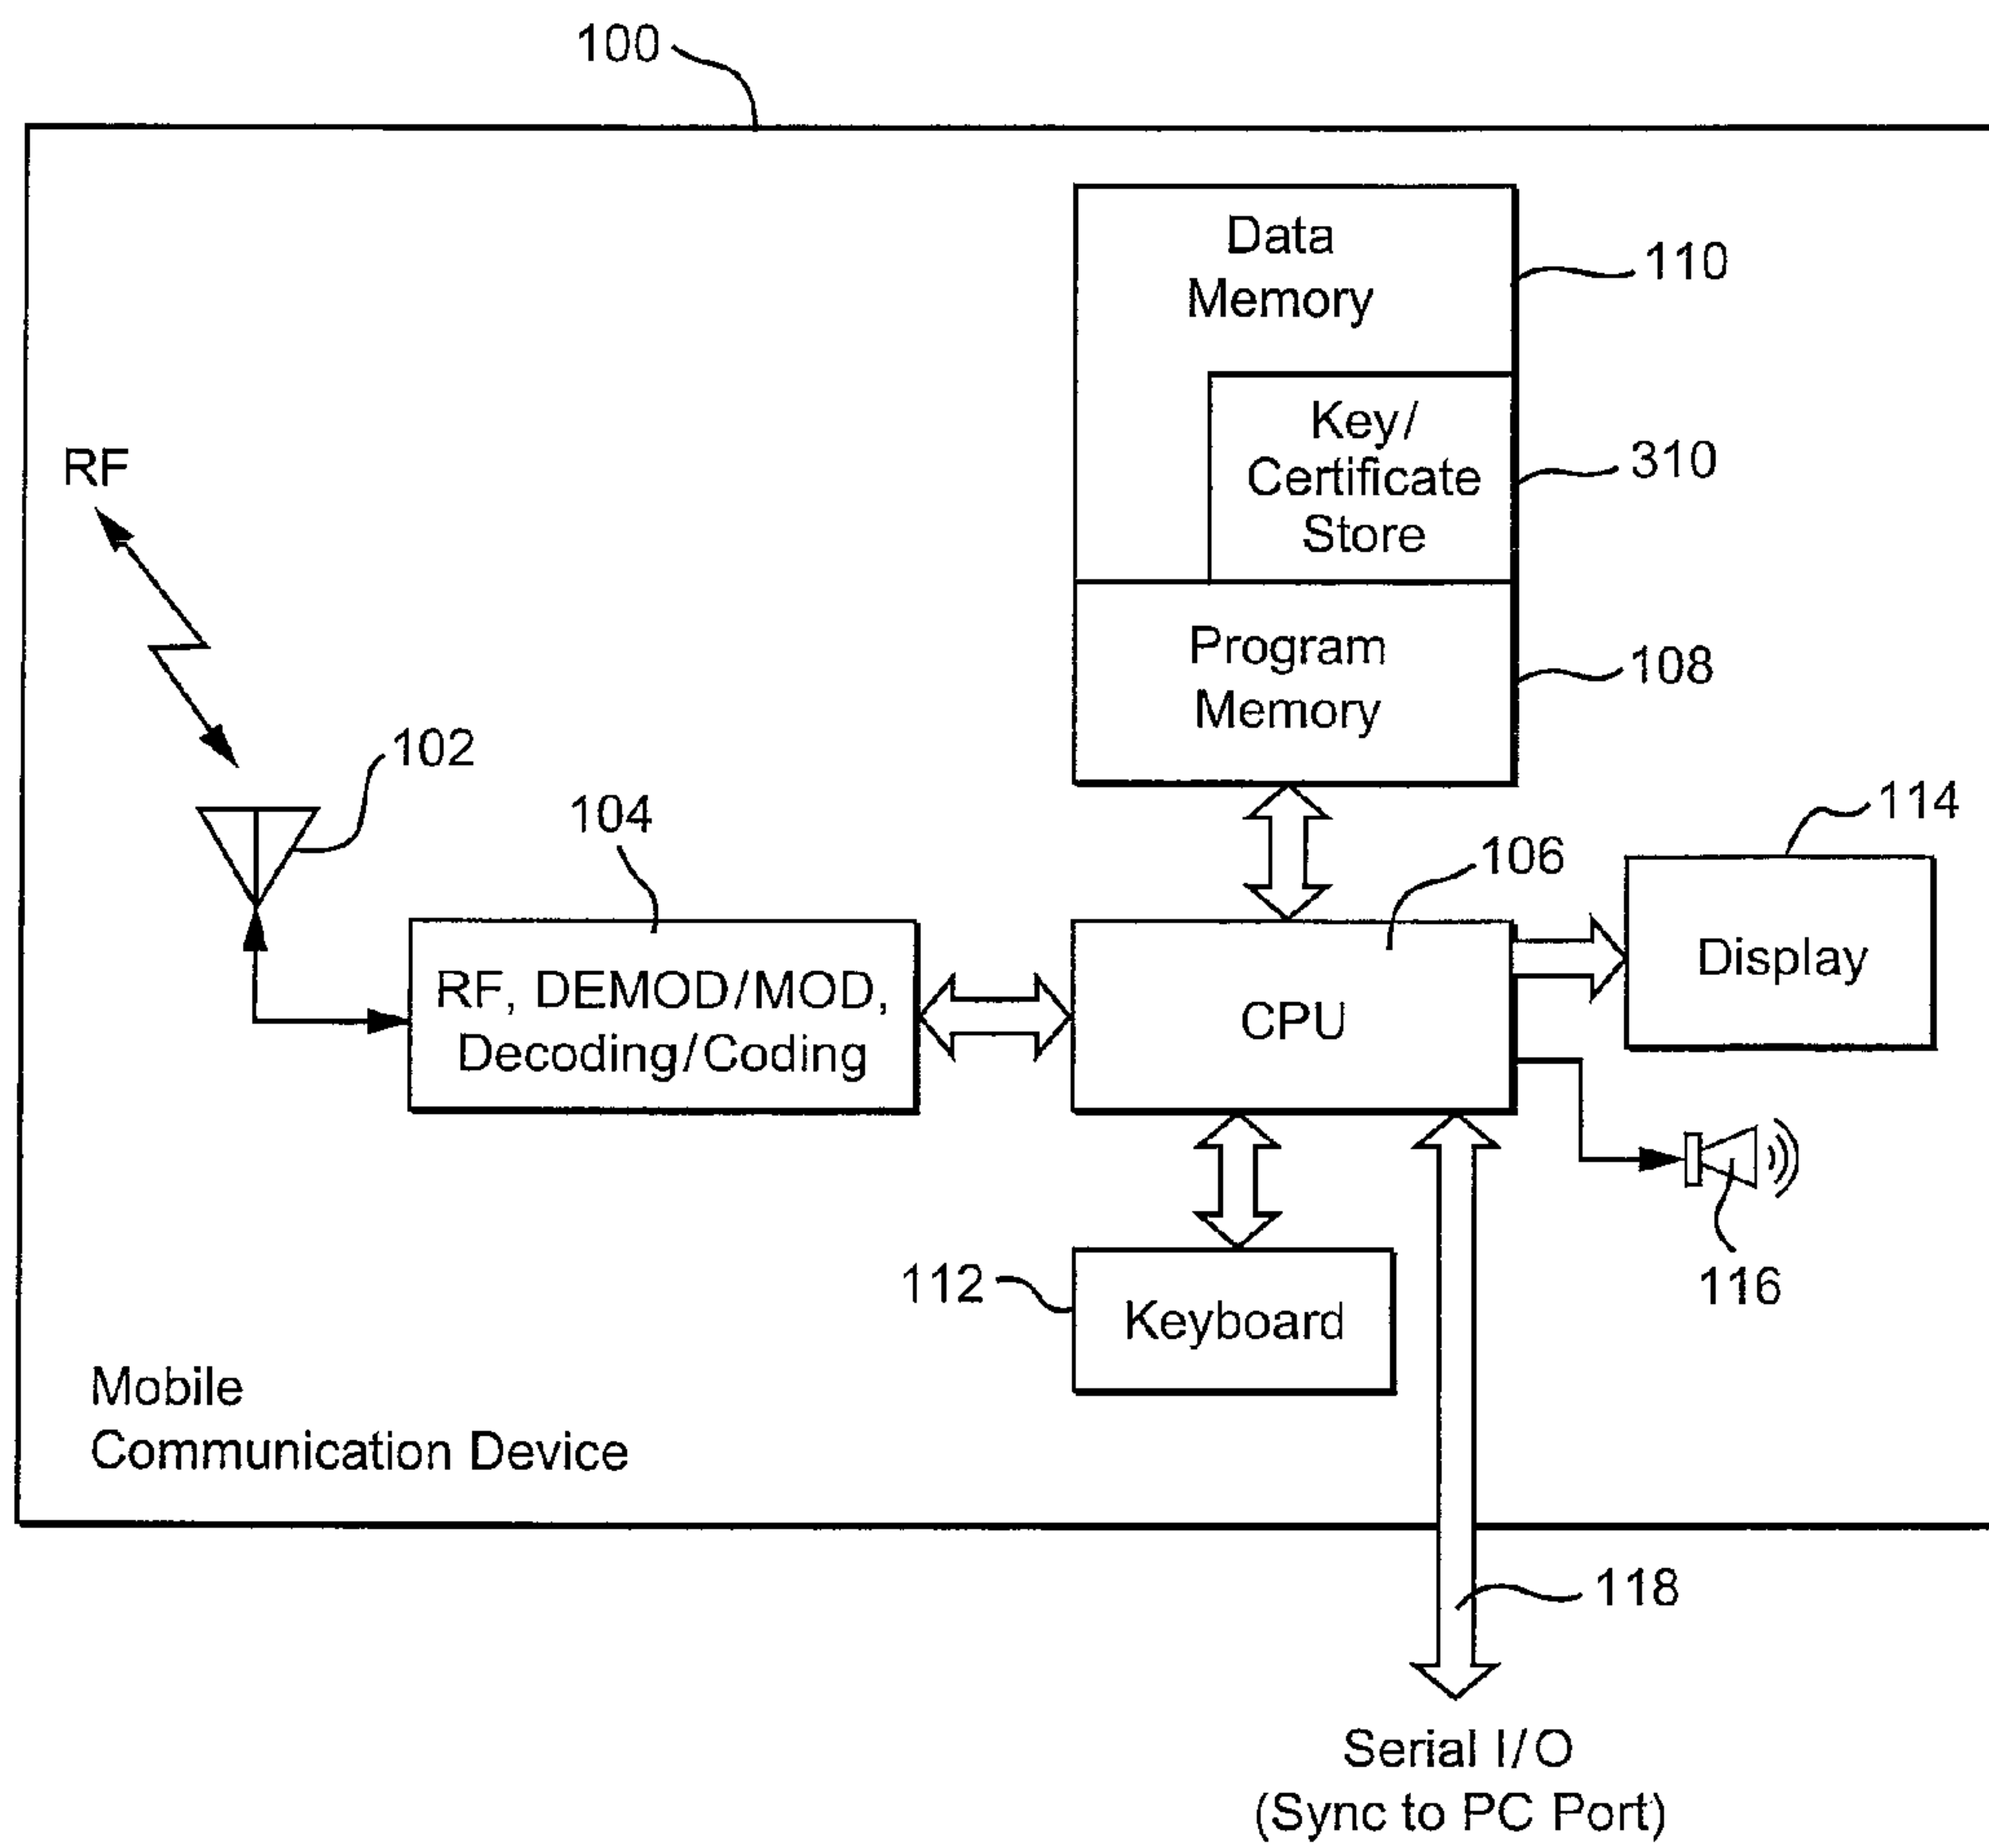 100
Data
Memory
110
Key/
Certificate
Store
310
RF
Program
Memory
108
102
104
114
106
RF, DEMOD/MOD,
Decoding/Coding
CPU
Display
116
112
Keyboard
Mobile
Communication Device
118
Serial I/O
(Sync to PC Port)